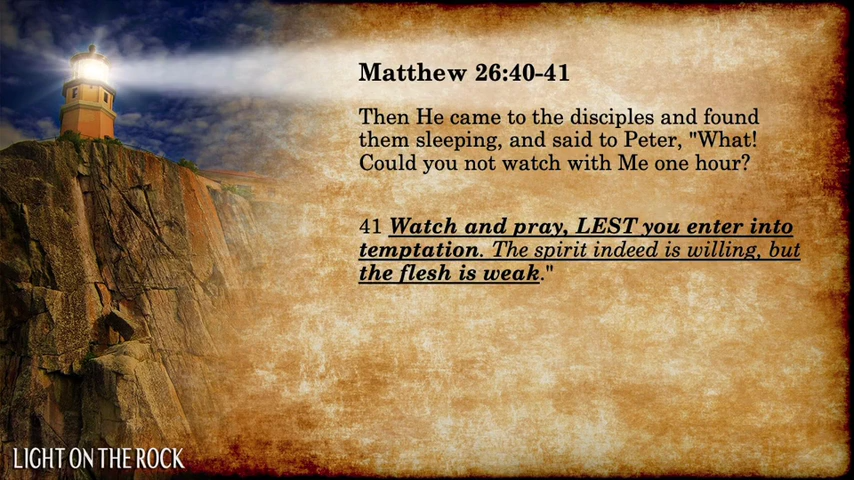 Matthew 26:40-41
Then He came to the disciples and found
them sleeping, and said to Peter, "What!
Could you not watch with Me one hour?
41 Watch and pray, LEST you enter into
temptation. The spirit indeed is willing, but
the flesh is weak."
LIGHT ON THE ROCK